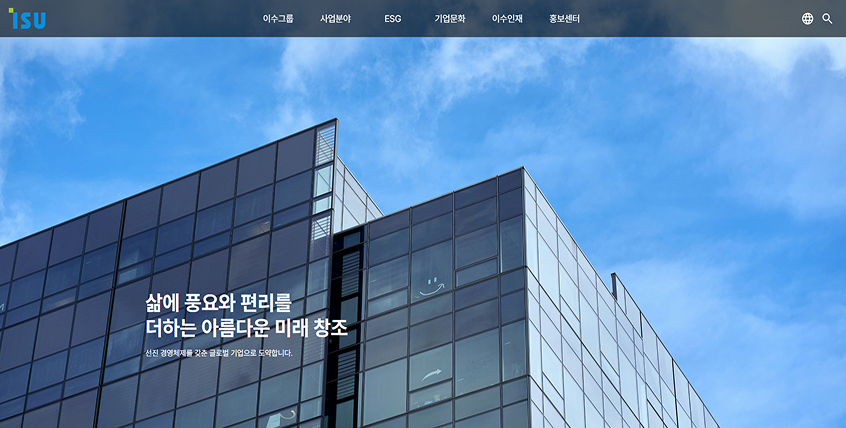 ISU
이수그룹
사업분야
ESG
기업문화
이수인재
홍보센터
삶에 풍요와 편리를
더하는 아름다운 미래 창조
선진 경영체제를 갖춘 글로벌 기업으로 도약합니다.